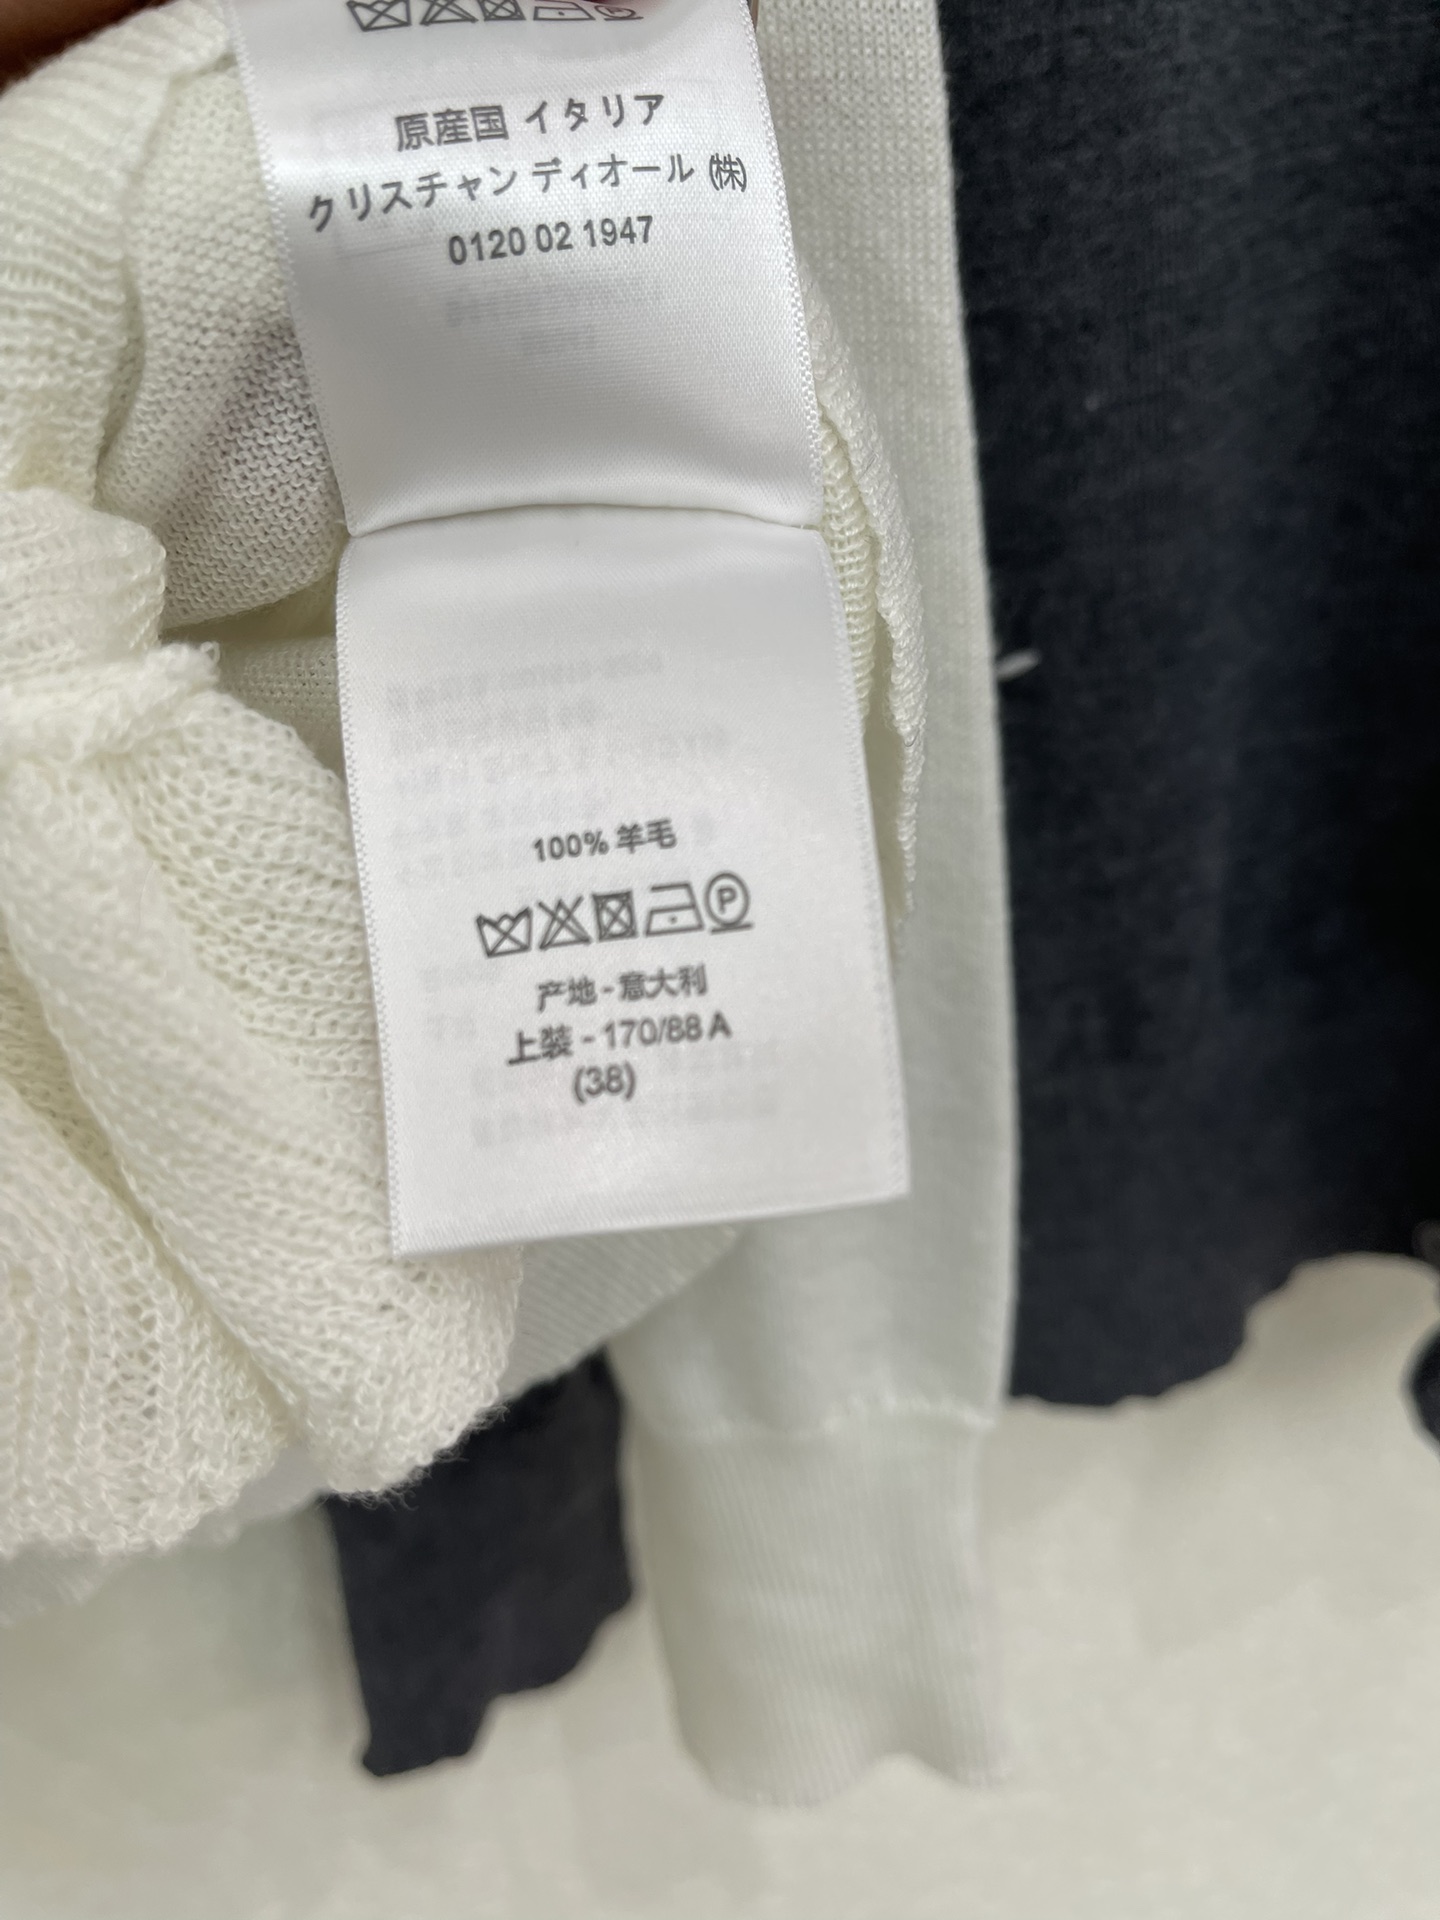 原産国 イタリア
クリスチャン ディオール ㈱
0120 02 1947
100% 羊毛
P
产地 - 意大利
上装 - 170/88 A
(38)